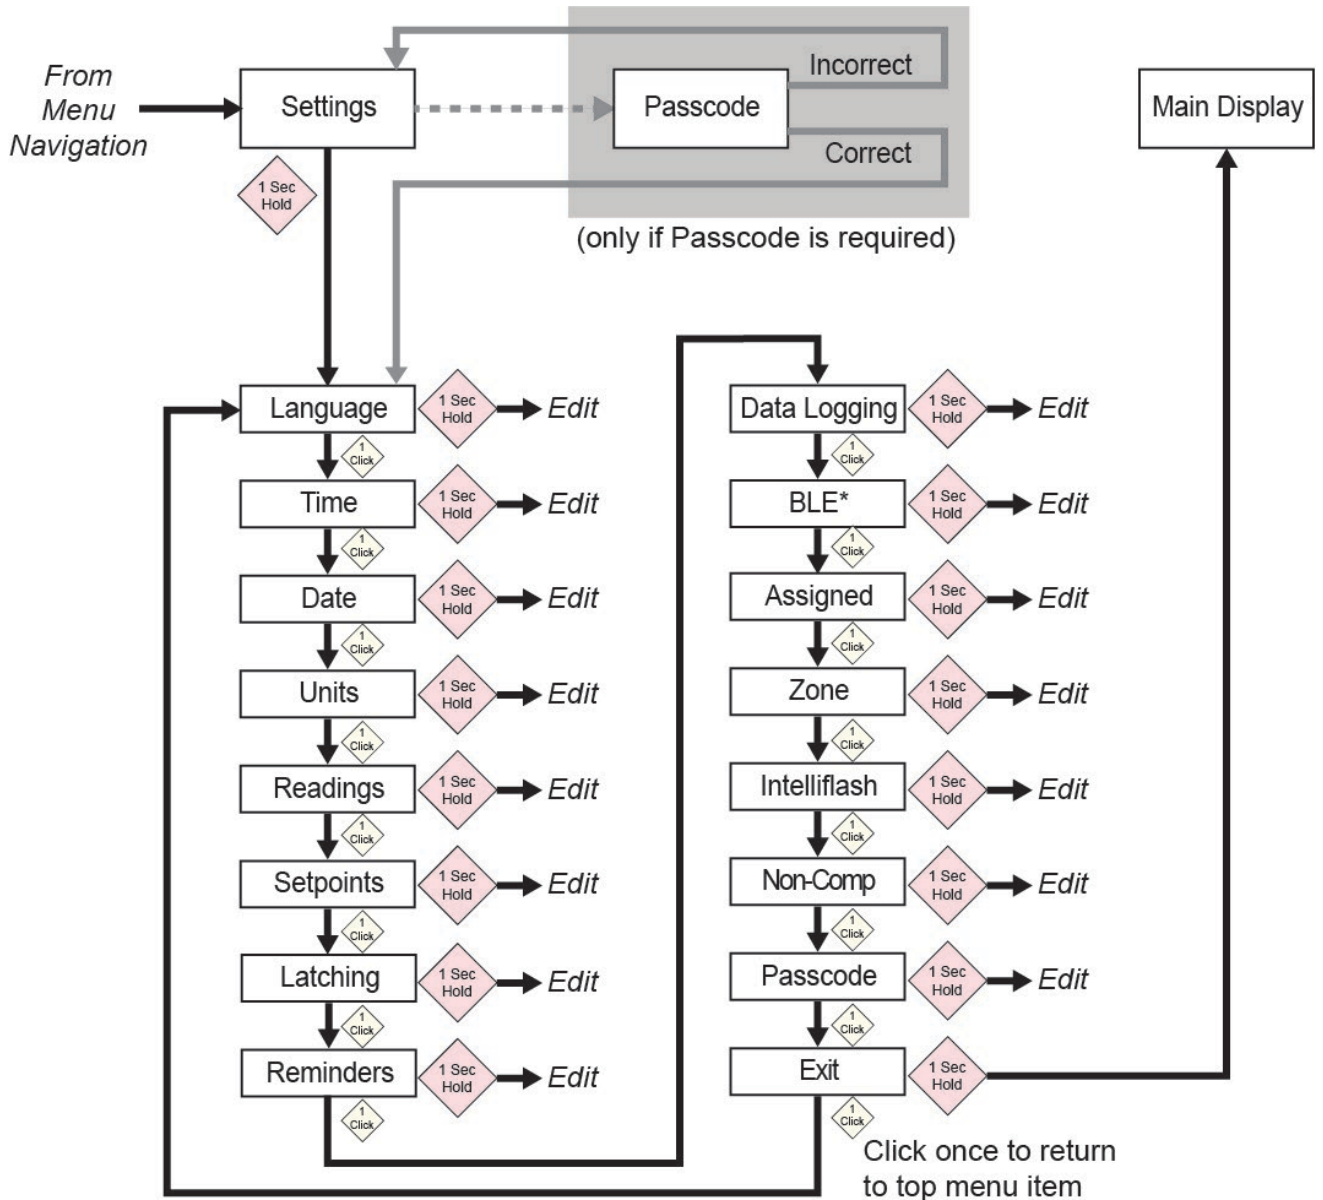 From
Menu
Navigation
Settings
1 Sec
Hold
Passcode
Incorrect
Correct
(only if Passcode is required)
Main Display
Language
1 Sec
Hold
Edit
1
Click
Time
1 Sec
Hold
Edit
1
Click
Date
1 Sec
Hold
Edit
1
Click
Units
1 Sec
Hold
Edit
1
Click
Readings
1 Sec
Hold
Edit
1
Click
Setpoints
1 Sec
Hold
Edit
1
Click
Latching
1 Sec
Hold
Edit
1
Click
Reminders
1 Sec
Hold
Edit
1
Click
Data Logging
1 Sec
Hold
Edit
1
Click
BLE*
1 Sec
Hold
Edit
1
Click
Assigned
1 Sec
Hold
Edit
1
Click
Zone
1 Sec
Hold
Edit
1
Click
Intelliflash
1 Sec
Hold
Edit
1
Click
Non-Comp
1 Sec
Hold
Edit
1
Click
Passcode
1 Sec
Hold
Edit
1
Click
Exit
1 Sec
Hold
1
Click
Click once to return
to top menu item